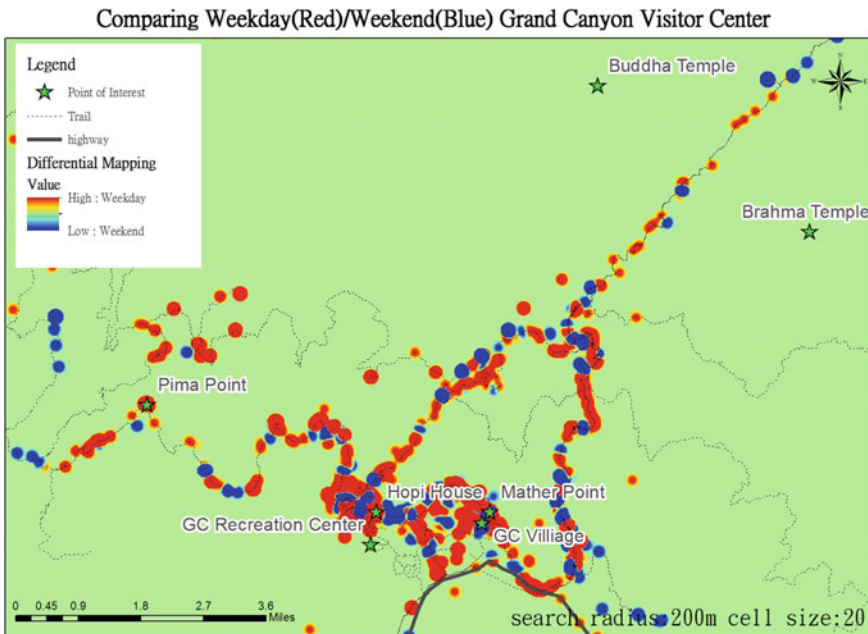 Comparing Weekday(Red)/Weekend(Blue) Grand Canyon Visitor Center
Legend
Point of Interest
Trail
highway
Differential Mapping
Value
High : Weekday
Low : Weekend
Buddha Temple
N
W
E
S
Brahma Temple
Pima Point
Hopi House
Mather Point
GC Recreation Center
GC Villiage
0 0.45 0.9 1.8 2.7 3.6
Miles
search radius:200m cell size:20